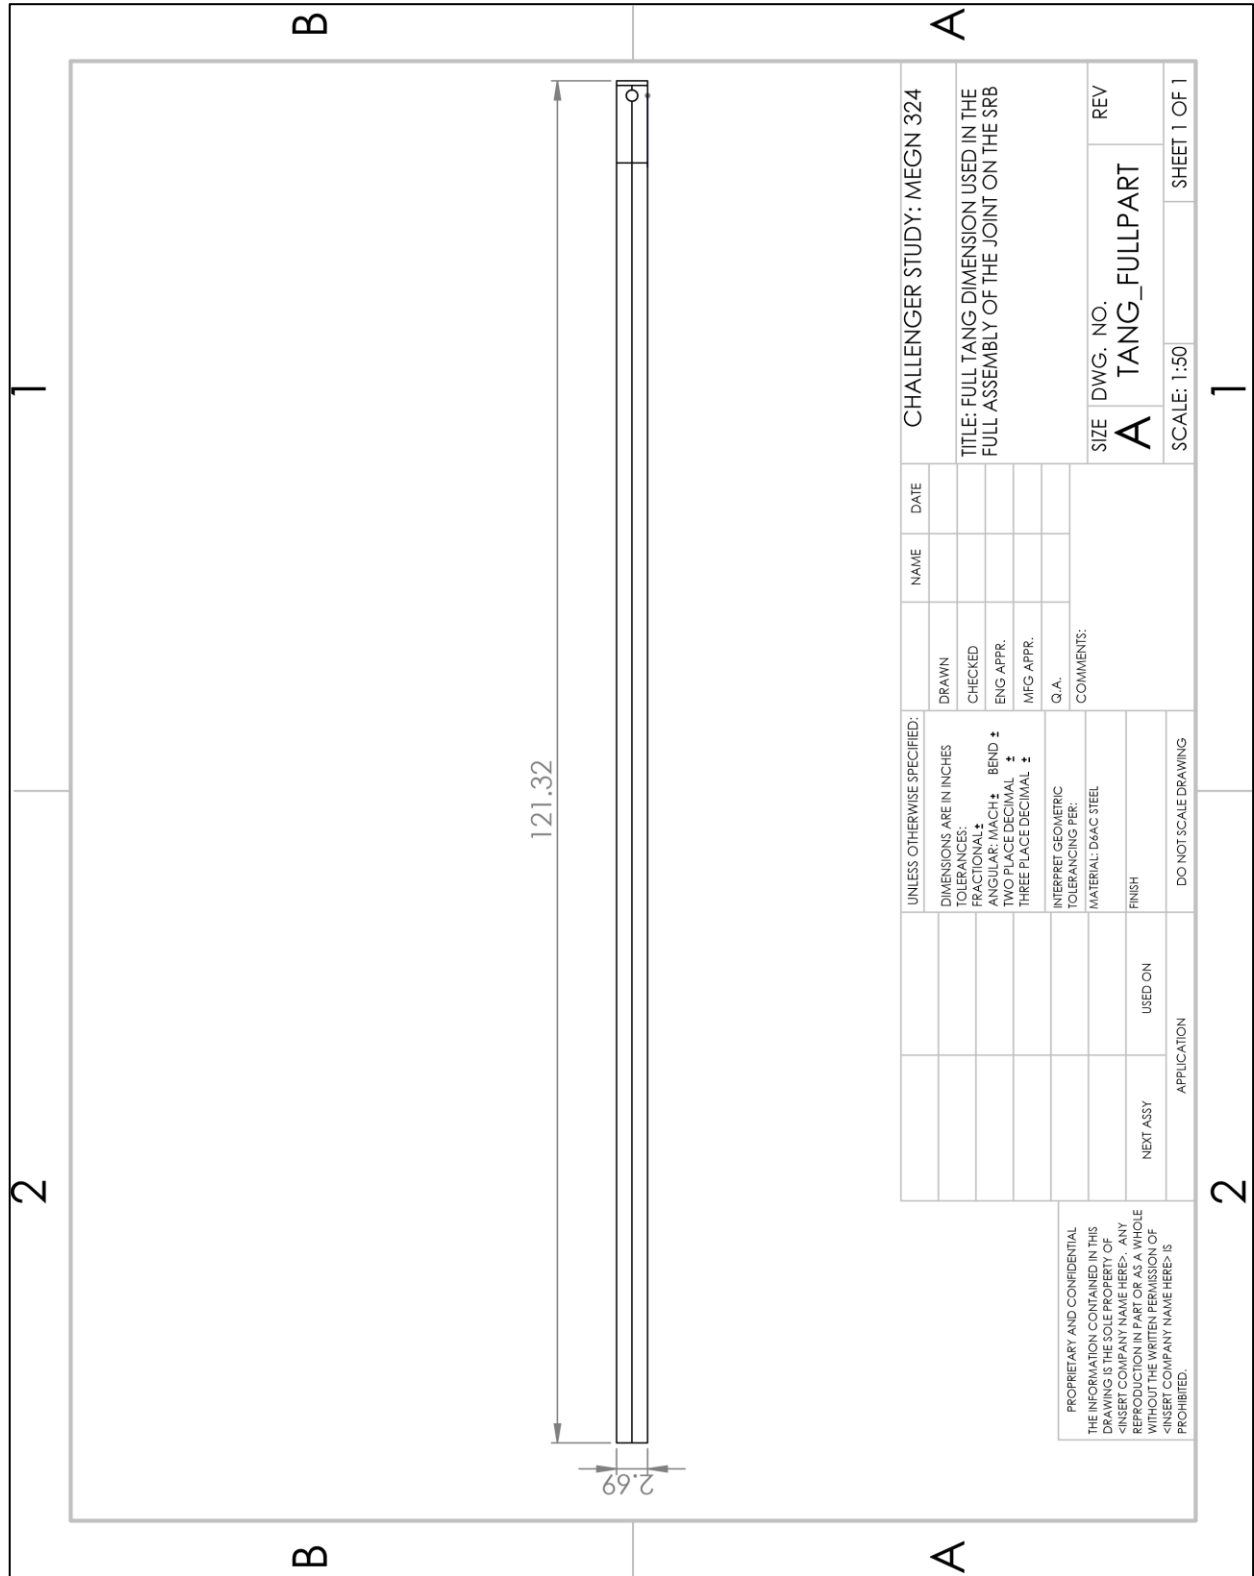 2
1
B
B
A
A
121.32
2.69
PROPRIETARY AND CONFIDENTIAL
THE INFORMATION CONTAINED IN THIS
DRAWING IS THE SOLE PROPERTY OF
<INSERT COMPANY NAME HERE>. ANY
REPRODUCTION IN PART OR AS A WHOLE
WITHOUT THE WRITTEN PERMISSION OF
<INSERT COMPANY NAME HERE> IS
PROHIBITED.
NEXT ASSY
USED ON
APPLICATION
UNLESS OTHERWISE SPECIFIED:
DIMENSIONS ARE IN INCHES
TOLERANCES:
FRACTIONAL ±
ANGULAR: MACH ± BEND ±
TWO PLACE DECIMAL ±
THREE PLACE DECIMAL ±
INTERPRET GEOMETRIC
TOLERANCING PER:
MATERIAL: D6AC STEEL
FINISH
DO NOT SCALE DRAWING
NAME
DATE
DRAWN
CHECKED
ENG APPR.
MFG APPR.
Q.A.
COMMENTS:
CHALLENGER STUDY: MEGN 324
TITLE: FULL TANG DIMENSION USED IN THE
FULL ASSEMBLY OF THE JOINT ON THE SRB
SIZE
A
DWG. NO.
TANG_FULLPART
REV
SCALE: 1:50
SHEET 1 OF 1
2
1